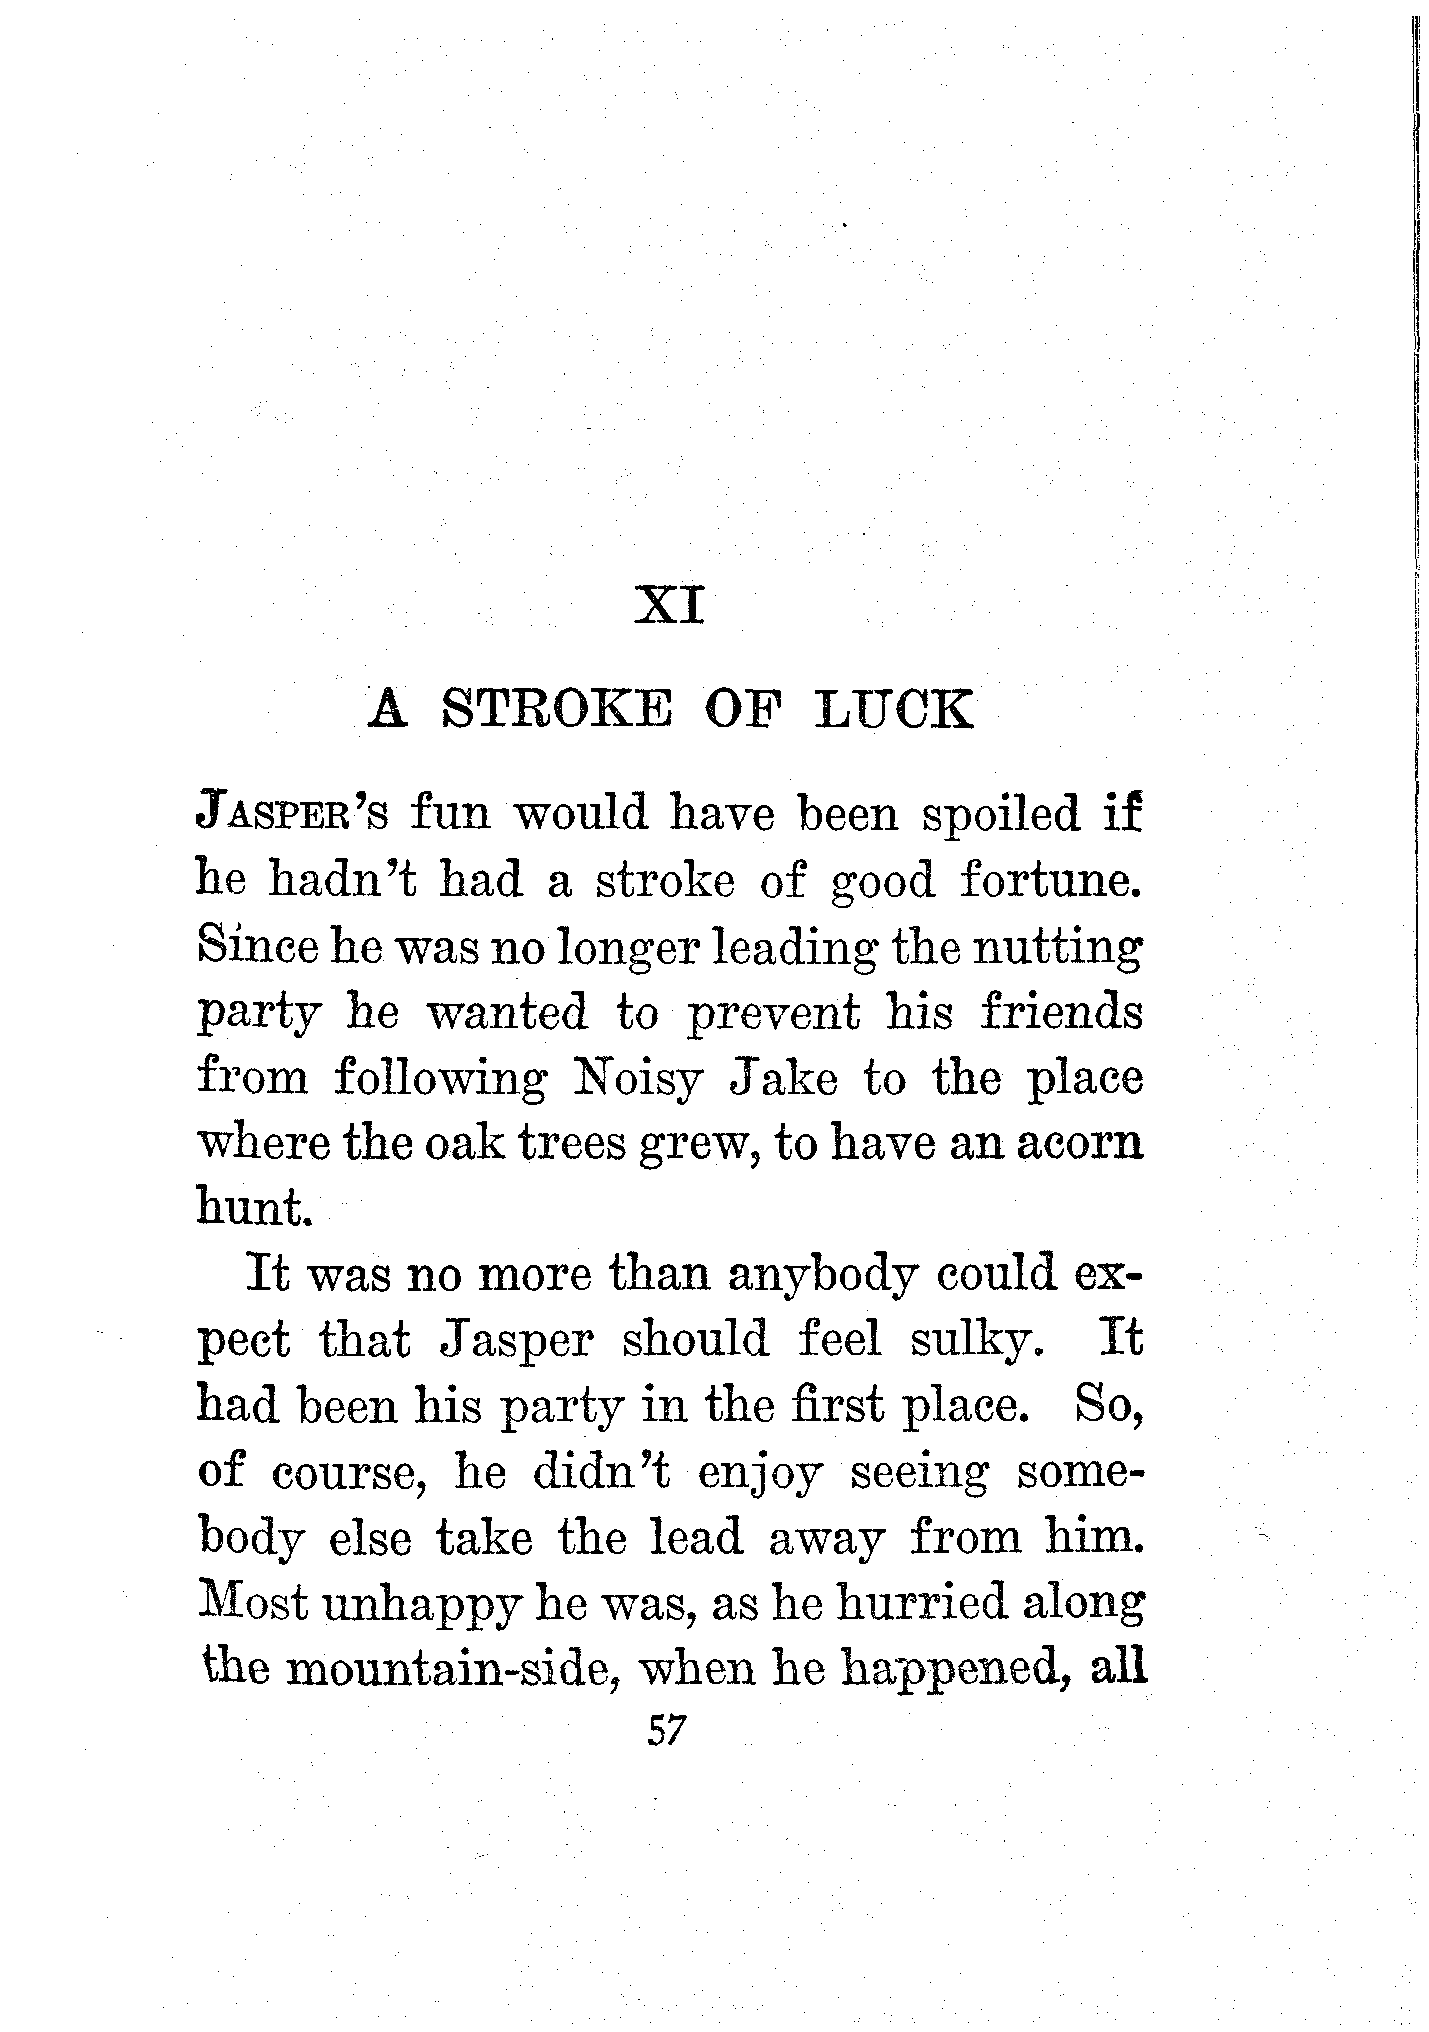 XI
A STROKE OF LUCK
JASPER'S fun would have been spoiled if
he hadn't had a stroke of good fortune.
Since he was no longer leading the nutting
party he wanted to prevent his friends
from following Noisy Jake to the place
where the oak trees grew, to have an acorn
hunt.
It was no more than anybody could ex-
pect that Jasper should feel sulky. It
had been his party in the first place. So,
of course, he didn't enjoy seeing some-
body else take the lead away from him.
Most unhappy he was, as he hurried along
the mountain-side, when he happened, all
57